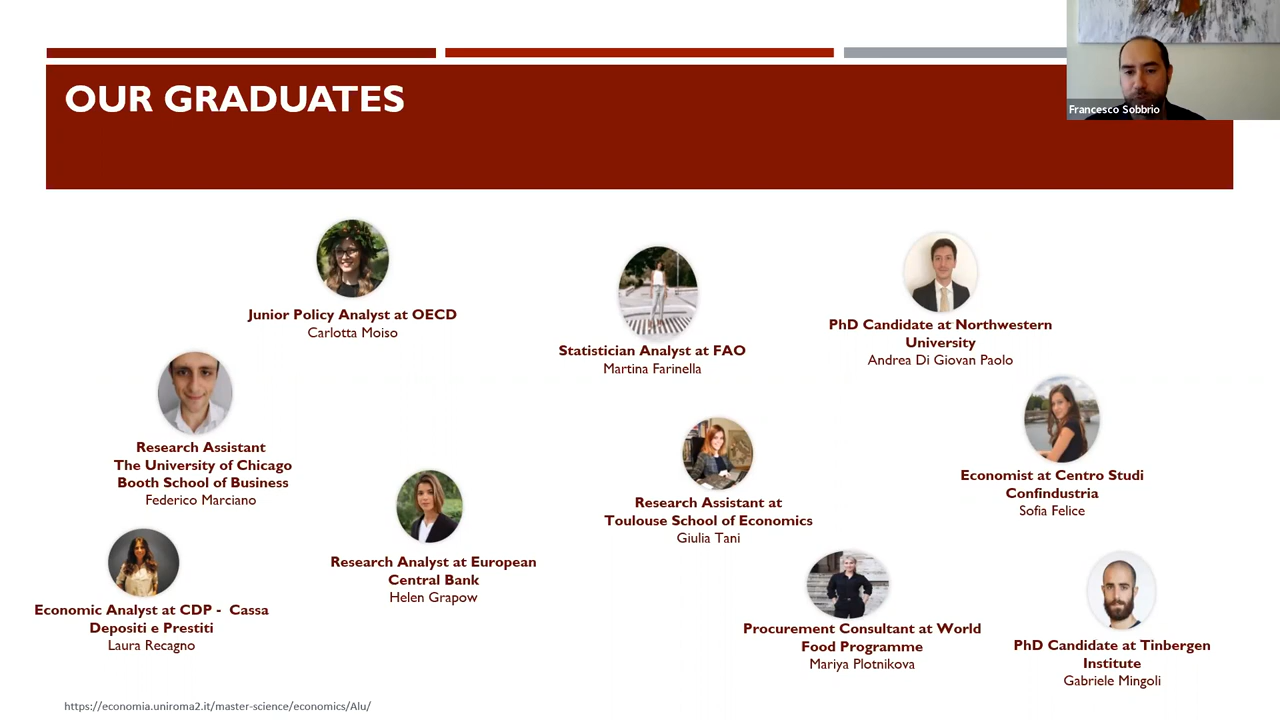 OUR GRADUATES
Francesco Sobbrio
Junior Policy Analyst at OECD
Carlotta Moiso
Statistician Analyst at FAO
Martina Farinella
PhD Candidate at Northwestern
University
Andrea Di Giovan Paolo
Research Assistant
The University of Chicago
Booth School of Business
Federico Marciano
Research Analyst at European
Central Bank
Helen Grapow
Research Assistant at
Toulouse School of Economics
Giulia Tani
Economist at Centro Studi
Confindustria
Sofia Felice
Economic Analyst at CDP - Cassa
Depositi e Prestiti
Laura Recagno
Procurement Consultant at World
Food Programme
Mariya Plotnikova
PhD Candidate at Tinbergen
Institute
Gabriele Mingoli
https://economia.uniroma2.it/master-science/economics/Alu/